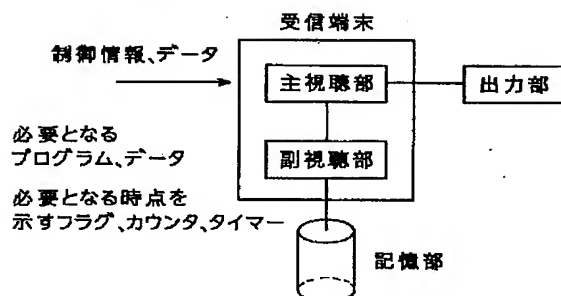 受信端末
制御情報、データ
主視聴部
出力部
必要となる
プログラム、データ
副視聴部
必要となる時点を
示すフラグ、カウンタ、タイマー
記憶部